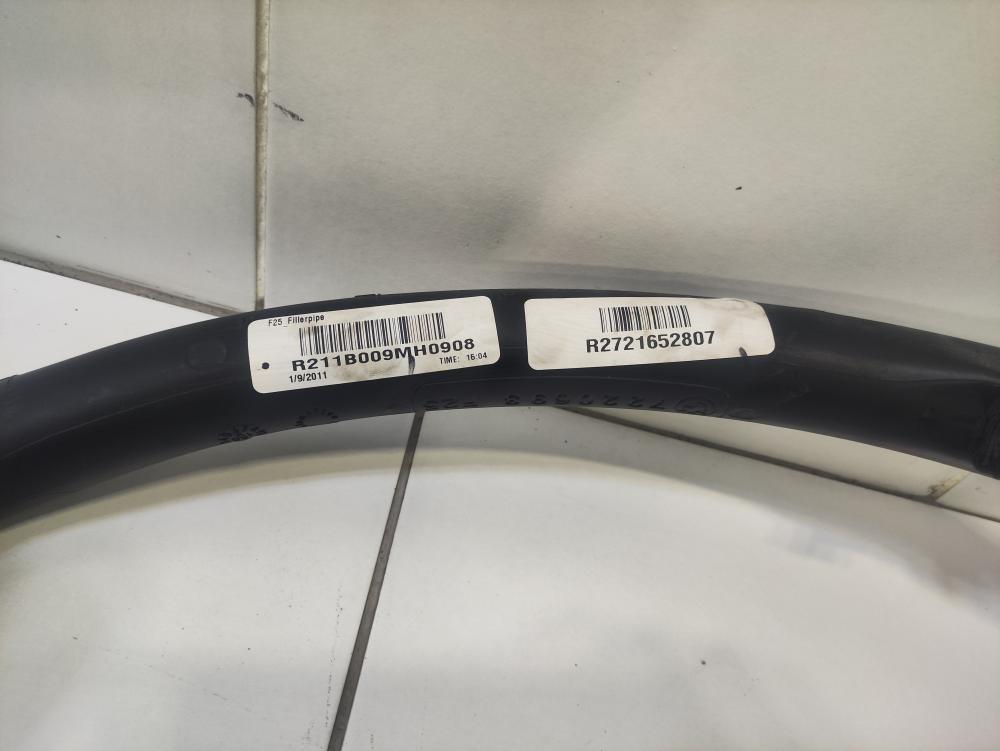 F25_Fillerpipe
R211B009MH0908
1/9/2011 TIME: 16:04
R2721652807